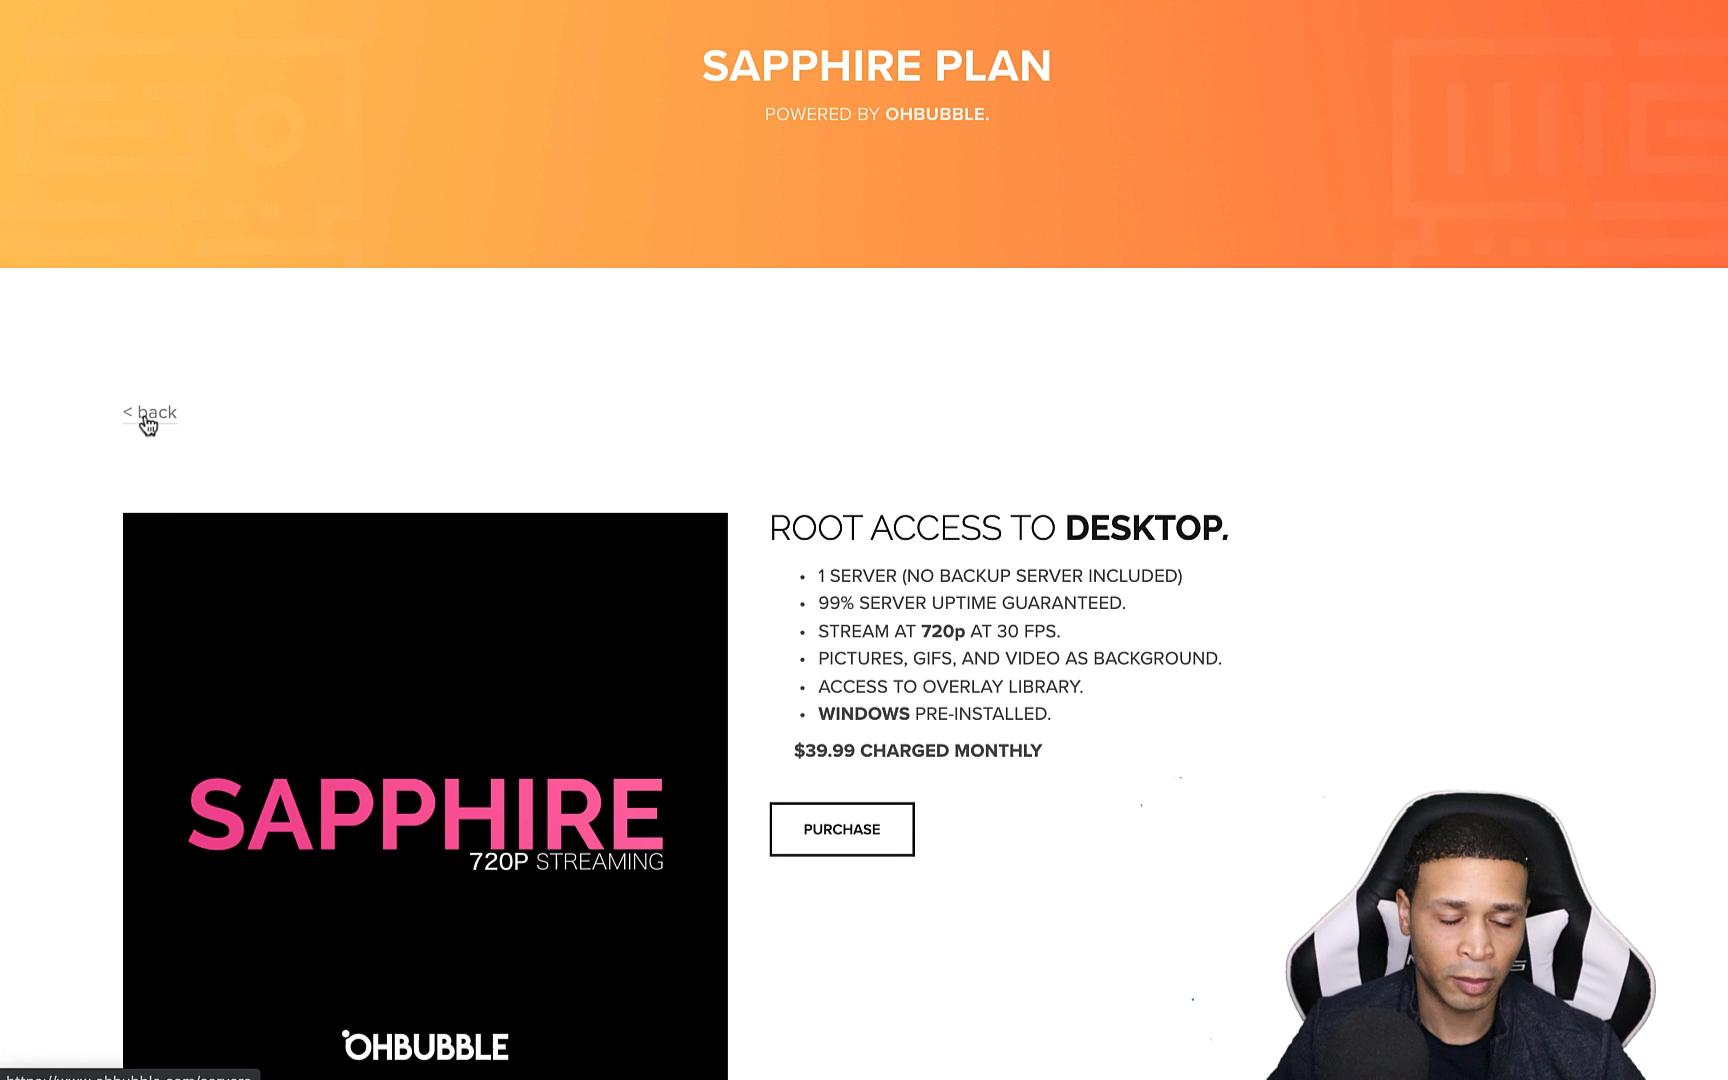 SAPPHIRE PLAN
POWERED BY OHBUBBLE.
< back
ROOT ACCESS TO DESKTOP.
• 1 SERVER (NO BACKUP SERVER INCLUDED)
• 99% SERVER UPTIME GUARANTEED.
• STREAM AT 720p AT 30 FPS.
• PICTURES, GIFS, AND VIDEO AS BACKGROUND.
• ACCESS TO OVERLAY LIBRARY.
• WINDOWS PRE-INSTALLED.
$39.99 CHARGED MONTHLY
PURCHASE
SAPPHIRE
720P STREAMING
OHBUBBLE